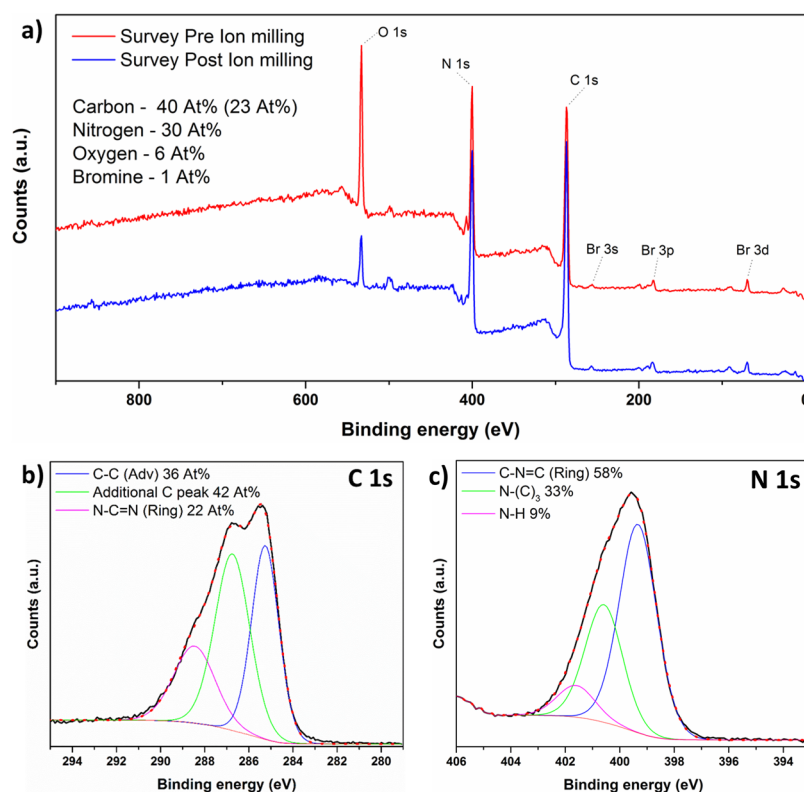 a)
Survey Pre Ion milling
Survey Post Ion milling
O 1s
N 1s
C 1s
Carbon - 40 At% (23 At%)
Nitrogen - 30 At%
Oxygen - 6 At%
Bromine - 1 At%
Br 3s
Br 3p
Br 3d
Counts (a.u.)
800
600
400
200
0
Binding energy (eV)
b)
C-C (Adv) 36 At%
Additional C peak 42 At%
N-C=N (Ring) 22 At%
C 1s
Counts (a.u.)
294
292
290
288
286
284
282
280
Binding energy (eV)
c)
C-N=C (Ring) 58%
N-(C)₃ 33%
N-H 9%
N 1s
Counts (a.u.)
406
404
402
400
398
396
394
Binding energy (eV)